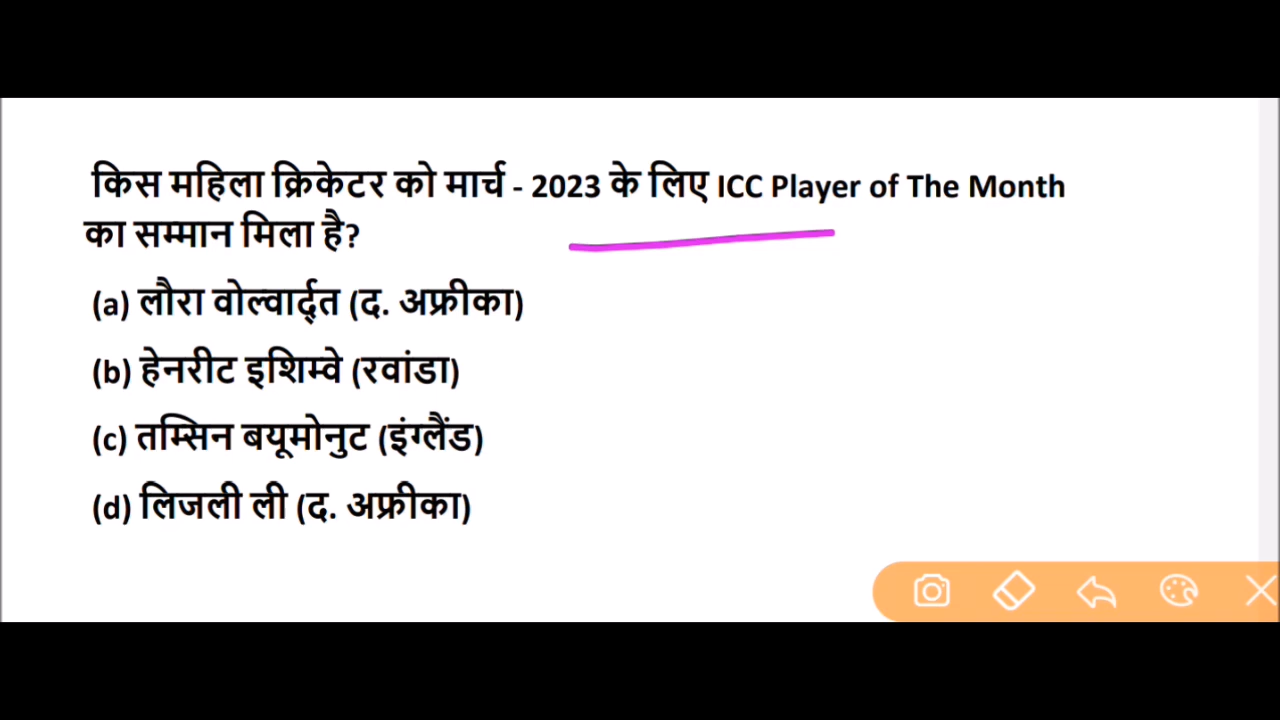 किस महिला क्रिकेटर को मार्च - 2023 के लिए ICC Player of The Month
का सम्मान मिला है?
(a) लौरा वोल्वार्द्त (द. अफ्रीका)
(b) हेनरीट इशिम्वे (रवांडा)
(c) तम्सिन बयूमोनुट (इंग्लैंड)
(d) लिजली ली (द. अफ्रीका)